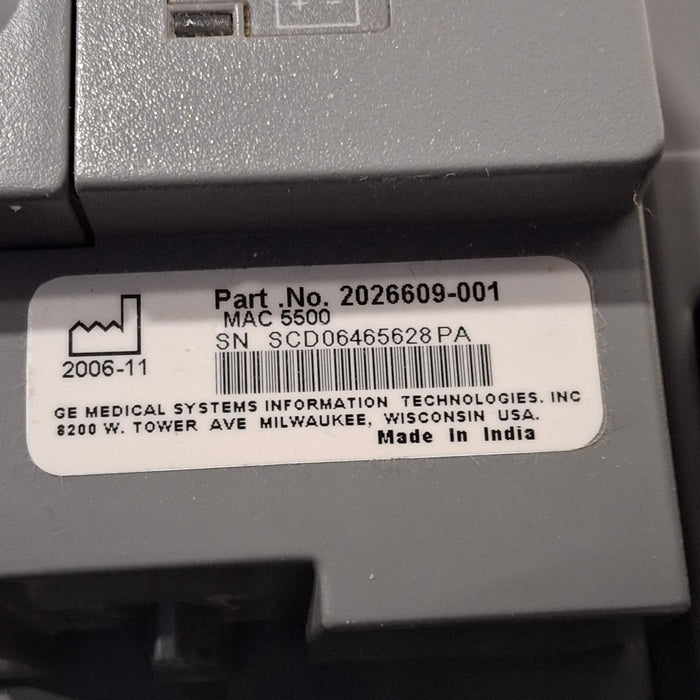 Part .No. 2026609-001
MAC 5500
SN SCD06465628PA
2006-11
GE MEDICAL SYSTEMS INFORMATION TECHNOLOGIES. INC
8200 W. TOWER AVE MILWAUKEE, WISCONSIN USA.
Made In India